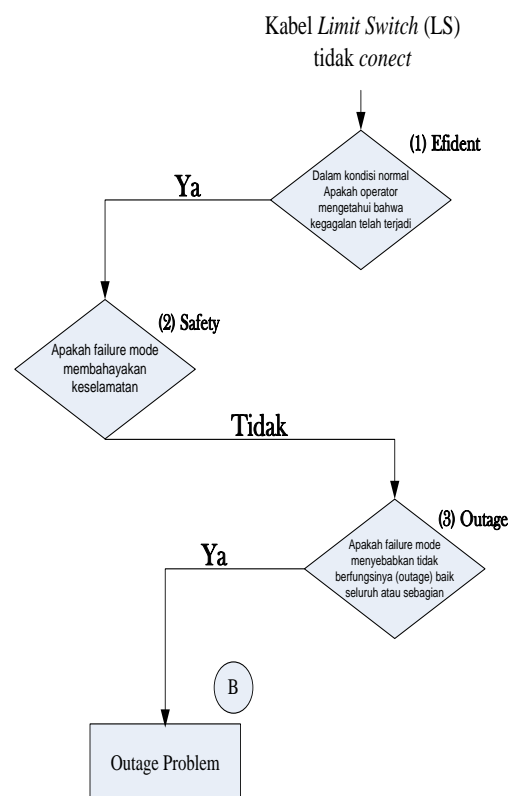 Kabel Limit Switch (LS)
tidak conect
(1) Efident
Dalam kondisi normal
Apakah operator
mengetahui bahwa
kegagalan telah terjadi
Ya
(2) Safety
Apakah failure mode
membahayakan
keselamatan
Tidak
(3) Outage
Apakah failure mode
menyebabkan tidak
berfungsinya (outage) baik
seluruh atau sebagian
Ya
B
Outage Problem